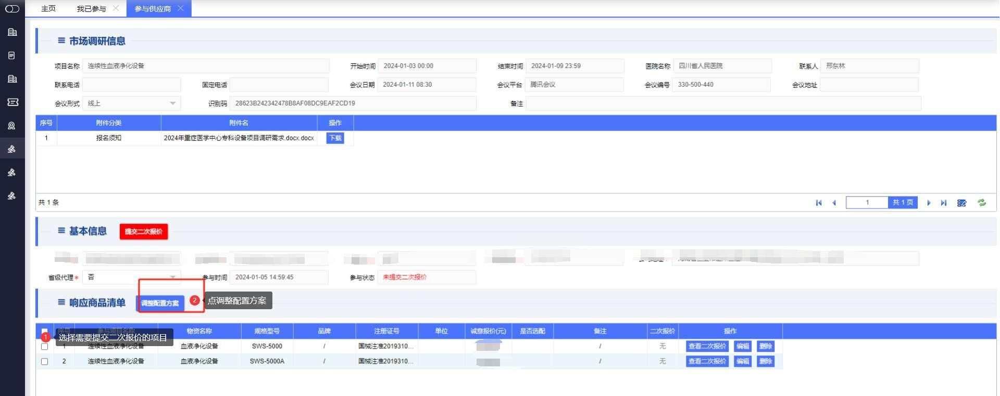 主页 我已参与 参与供应商
市场调研信息
项目名称 连续性血液净化设备 开始时间 2024-01-03 00:00 结束时间 2024-01-09 23:59 医院名称 四川省人民医院 联系人 邢东林
联系电话 固定电话 会议日期 2024-01-11 08:30 会议平台 腾讯会议 会议编号 330-500-440 会议地址
会议形式 线上 识别码 28623B242342478B8AF08DC9EAF2CD19 备注
序号 附件分类 附件名 操作
1 报名须知 2024年重症医学中心专科设备项目调研需求.docx.docx 下载
共 1 条 1 共 1 页
基本信息 提交二次报价
省级代理* 否 参与时间 2024-01-05 14:59:45 参与状态 未提交二次报价
响应商品清单 调整配置方案 2 点调整配置方案
序号 参与项目名称 物资名称 规格型号 品牌 注册证号 单位 诚意报价(元) 是否选配 备注 二次报价 操作
1 选择需要提交二次报价的项目
1 连续性血液净化设备 血液净化设备 SWS-5000 / 国械注准2019310... / 无 查看二次报价 编辑 删除
2 连续性血液净化设备 血液净化设备 SWS-5000A / 国械注准2019310... / 无 查看二次报价 编辑 删除